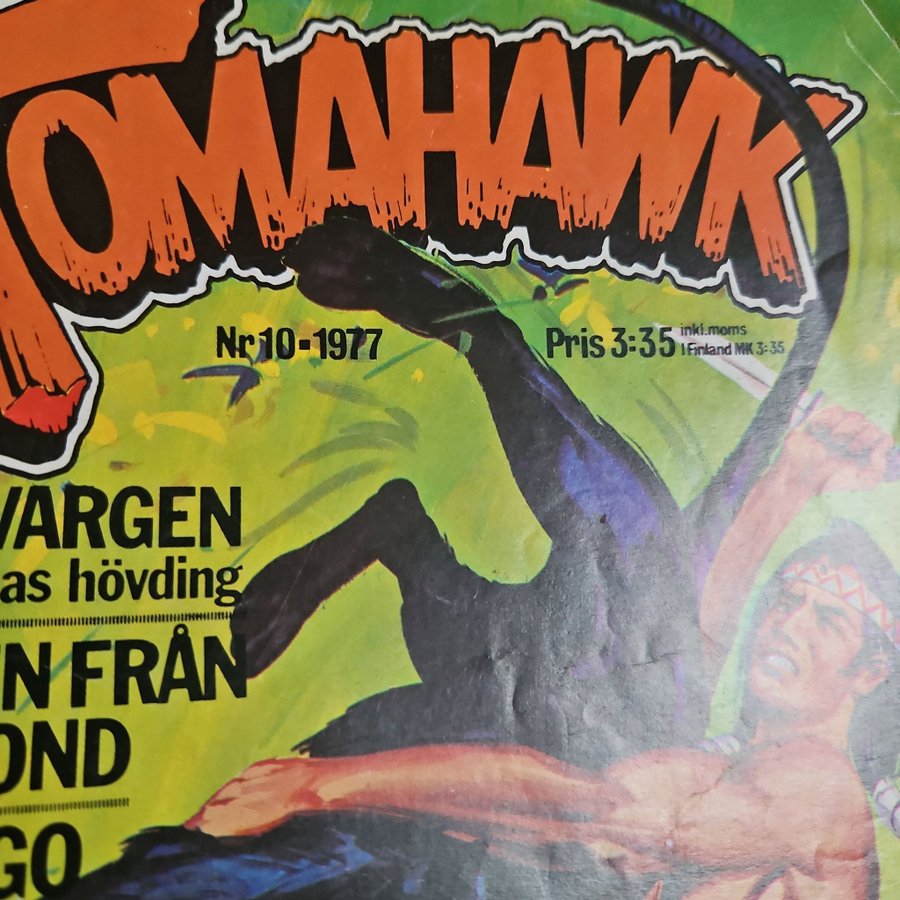 TOMAHAWK
Nr 10-1977
Pris 3:35 inkl.moms
I Finland MK 3:35
VARGEN
as hövding
EN FRÅN
OND
GO